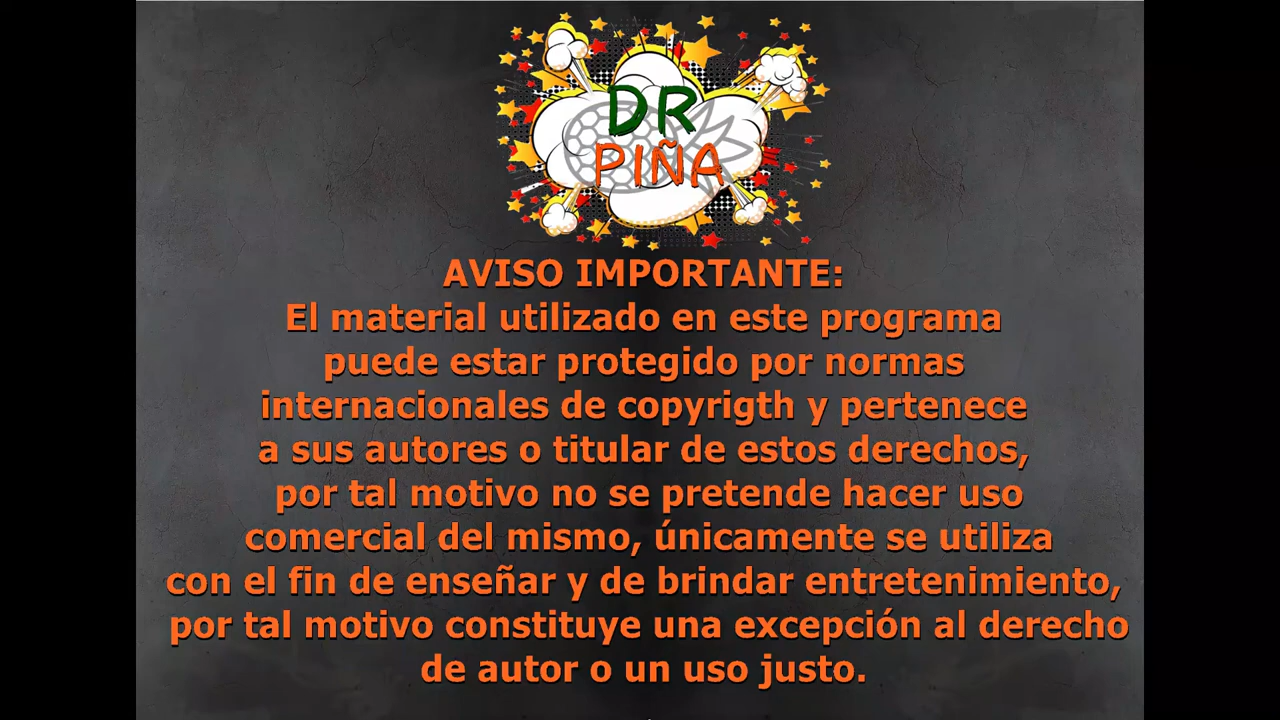 DR
PIÑA
AVISO IMPORTANTE:
El material utilizado en este programa
puede estar protegido por normas
internacionales de copyrigth y pertenece
a sus autores o titular de estos derechos,
por tal motivo no se pretende hacer uso
comercial del mismo, únicamente se utiliza
con el fin de enseñar y de brindar entretenimiento,
por tal motivo constituye una excepción al derecho
de autor o un uso justo.